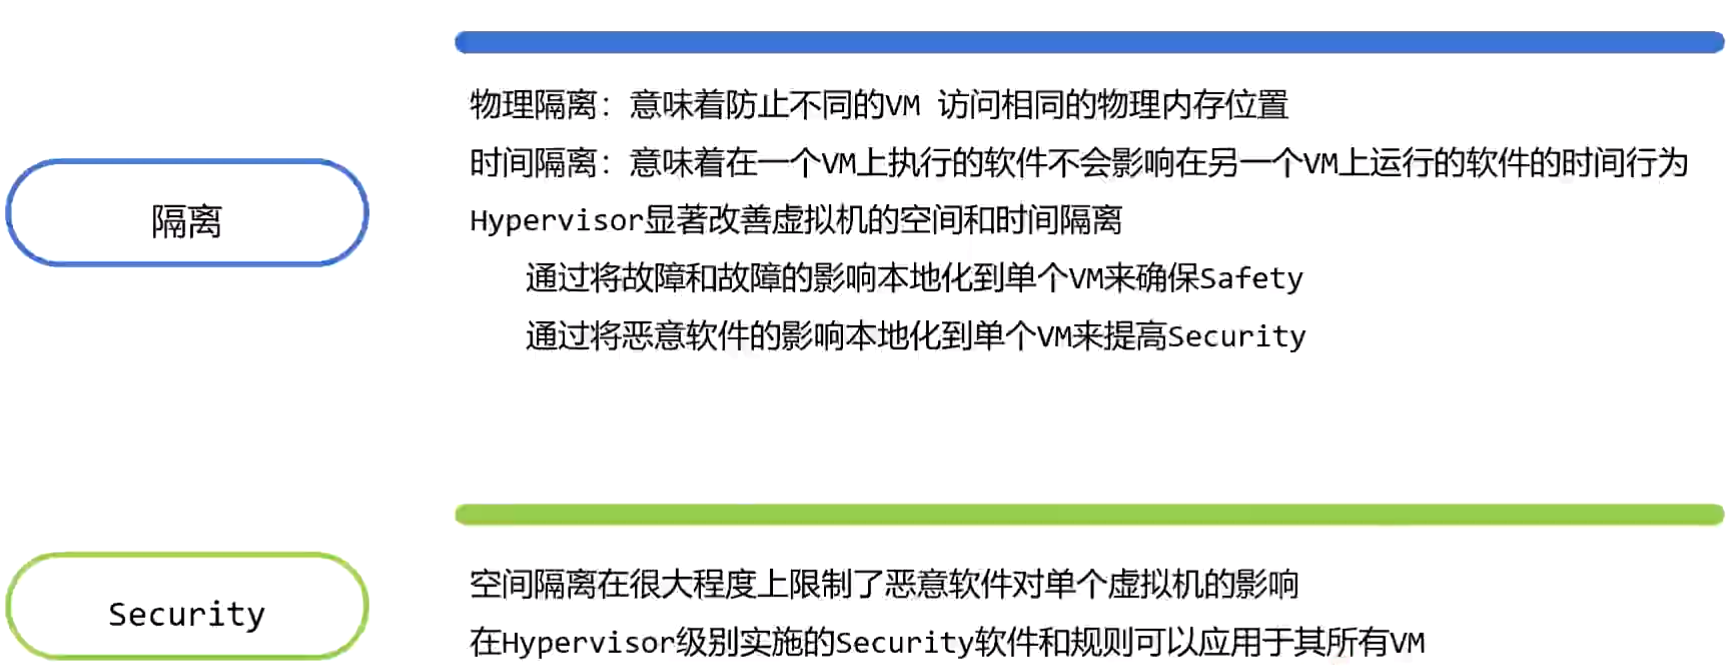 隔离
物理隔离：意味着防止不同的VM 访问相同的物理内存位置
时间隔离：意味着在一个VM上执行的软件不会影响在另一个VM上运行的软件的时间行为
Hypervisor显著改善虚拟机的空间和时间隔离
通过将故障和故障的影响本地化到单个VM来确保Safety
通过将恶意软件的影响本地化到单个VM来提高Security
Security
空间隔离在很大程度上限制了恶意软件对单个虚拟机的影响
在Hypervisor级别实施的Security软件和规则可以应用于其所有VM